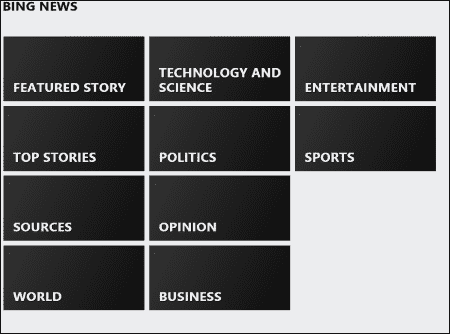 BING NEWS
FEATURED STORY
TOP STORIES
SOURCES
WORLD
TECHNOLOGY AND
SCIENCE
POLITICS
OPINION
BUSINESS
ENTERTAINMENT
SPORTS